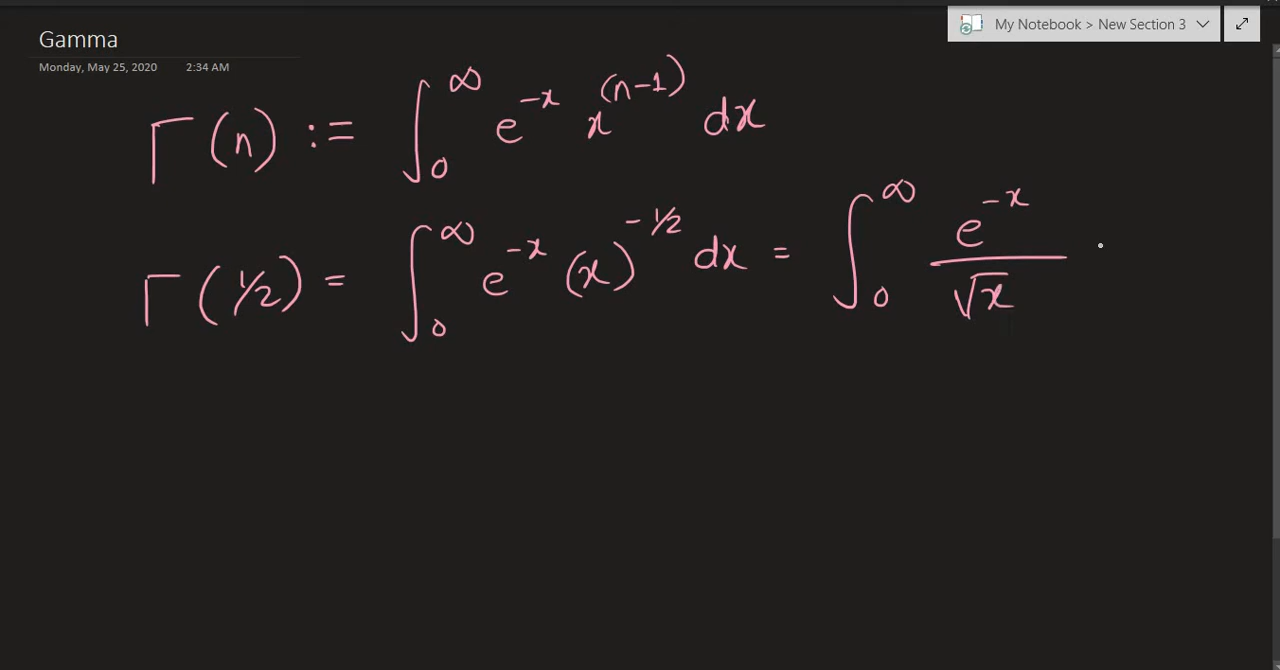 My Notebook > New Section 3
Gamma
Monday, May 25, 2020 2:34 AM
Γ(n) := ∫₀^∞ e^{-x} x^{(n-1)} dx
Γ(1/2) = ∫₀^∞ e^{-x} (x)^{-1/2} dx = ∫₀^∞ e^{-x}/√x